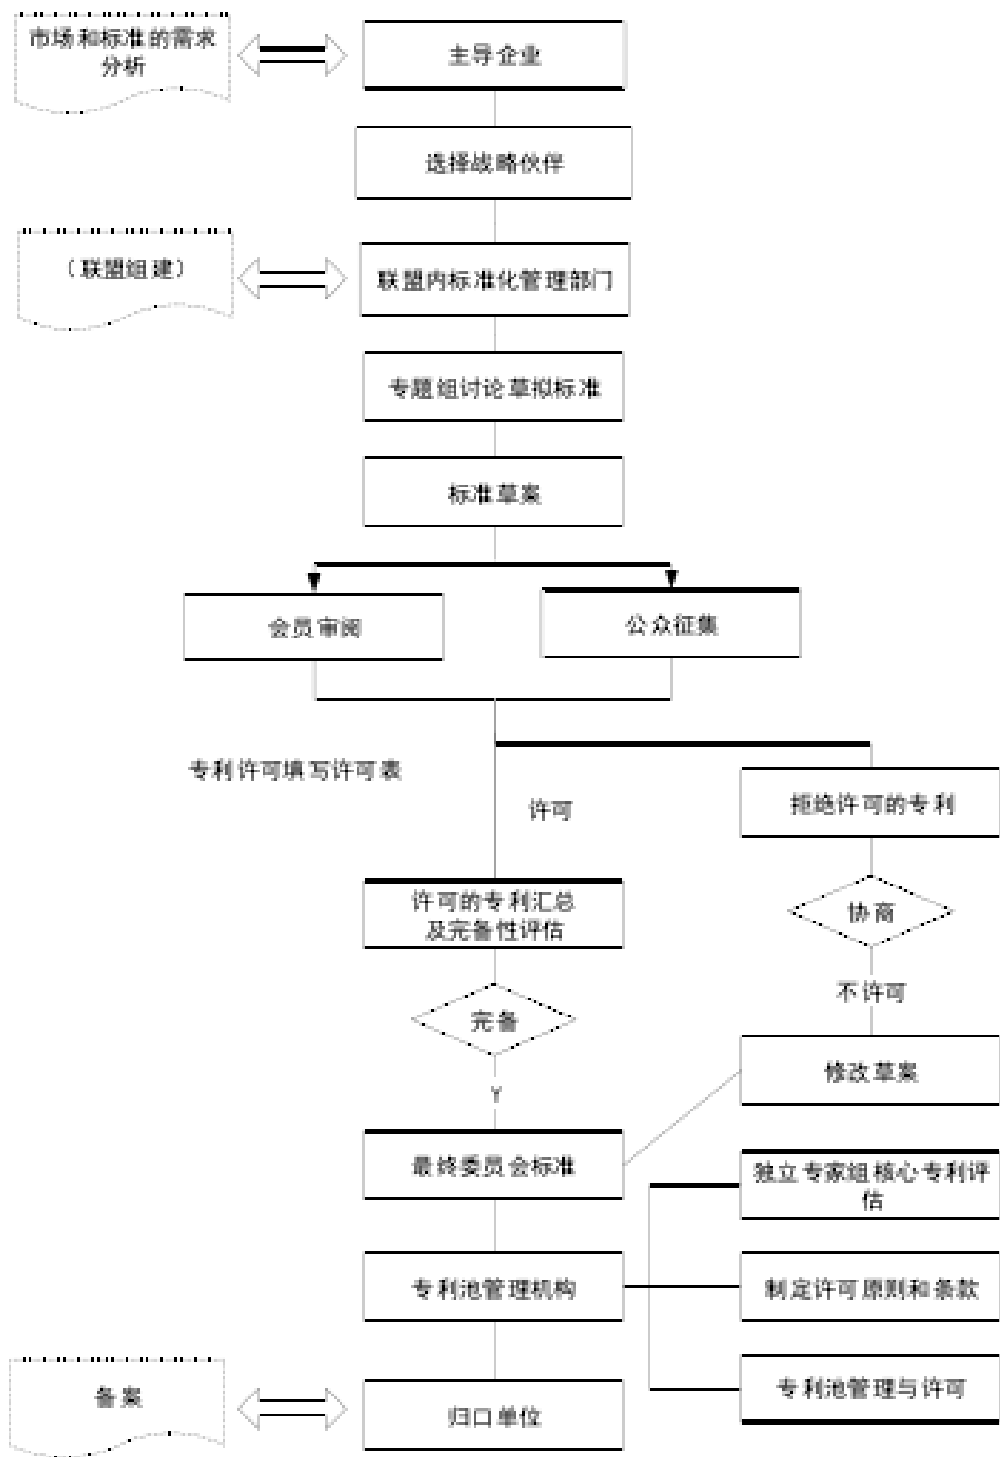 市场和标准的需求
分析
主导企业
选择战略伙伴
（联盟组建）
联盟内标准化管理部门
专题组讨论草拟标准
标准草案
会员审阅
公众征集
专利许可填写许可表
许可
拒绝许可的专利
许可的专利汇总
及完备性评估
协商
不许可
完备
修改草案
Y
最终委员会标准
独立专家组核心专利评
估
专利池管理机构
制定许可原则和条款
专利池管理与许可
备案
归口单位